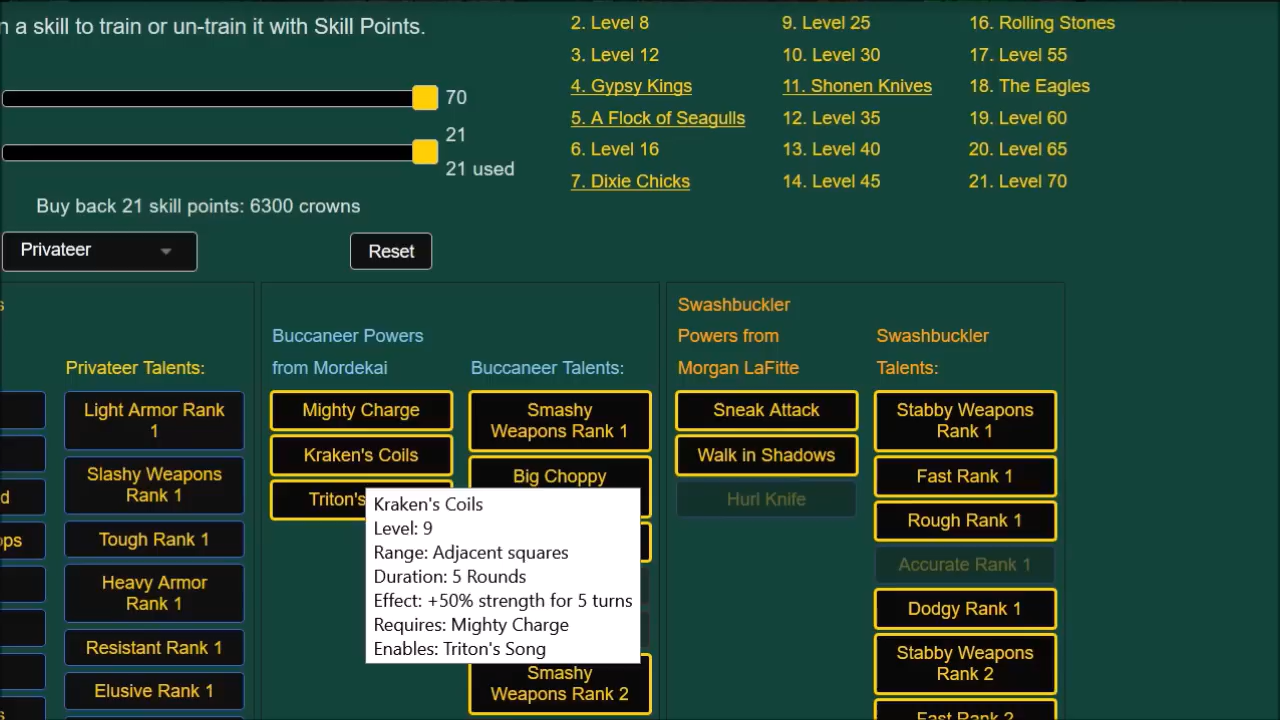 n a skill to train or un-train it with Skill Points.
70
21
21 used
Buy back 21 skill points: 6300 crowns
Privateer
Reset
2. Level 8
3. Level 12
4. Gypsy Kings
5. A Flock of Seagulls
6. Level 16
7. Dixie Chicks
9. Level 25
10. Level 30
11. Shonen Knives
12. Level 35
13. Level 40
14. Level 45
16. Rolling Stones
17. Level 55
18. The Eagles
19. Level 60
20. Level 65
21. Level 70
s
d
ops
s
Privateer Talents:
Light Armor Rank
1
Slashy Weapons
Rank 1
Tough Rank 1
Heavy Armor
Rank 1
Resistant Rank 1
Elusive Rank 1
Buccaneer Powers
from Mordekai
Mighty Charge
Kraken's Coils
Triton's
Kraken's Coils
Level: 9
Range: Adjacent squares
Duration: 5 Rounds
Effect: +50% strength for 5 turns
Requires: Mighty Charge
Enables: Triton's Song
Buccaneer Talents:
Smashy
Weapons Rank 1
Big Choppy
Smashy
Weapons Rank 2
Swashbuckler
Powers from
Morgan LaFitte
Sneak Attack
Walk in Shadows
Hurl Knife
Swashbuckler
Talents:
Stabby Weapons
Rank 1
Fast Rank 1
Rough Rank 1
Accurate Rank 1
Dodgy Rank 1
Stabby Weapons
Rank 2
Fast Rank 2